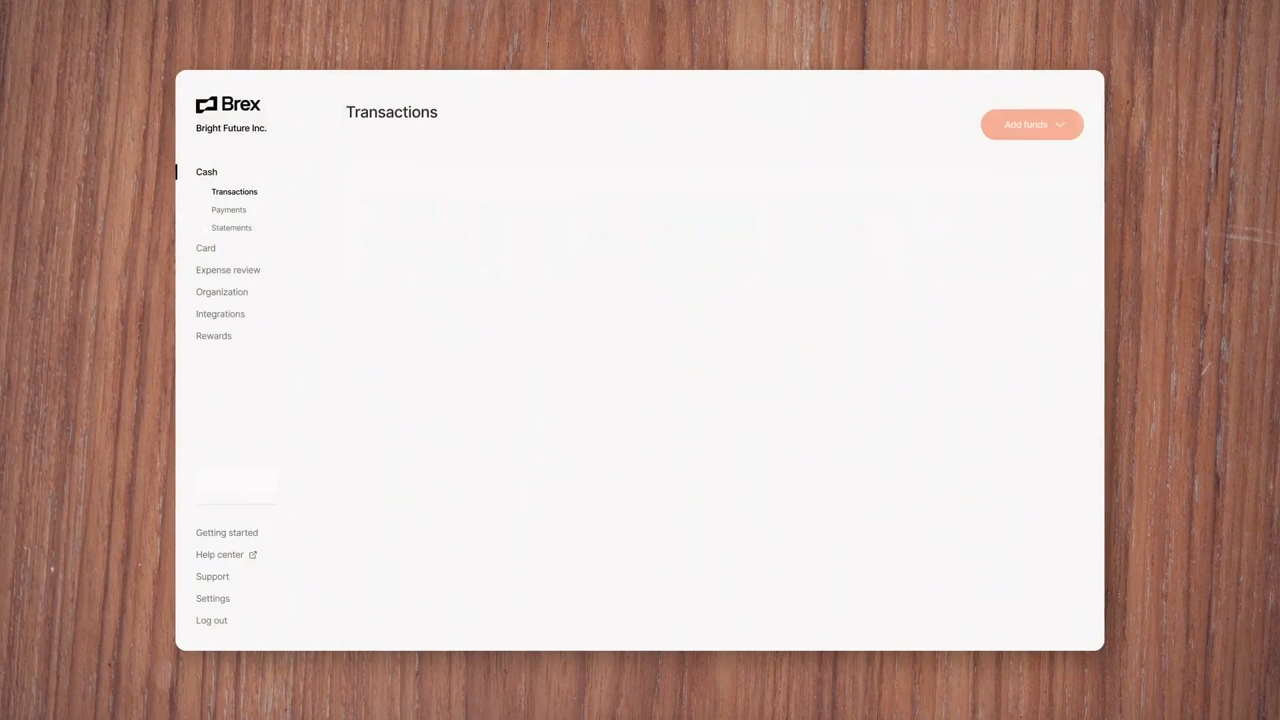 Brex
Bright Future Inc.
Transactions
Add funds
Cash
Transactions
Payments
Statements
Card
Expense review
Organization
Integrations
Rewards
Getting started
Help center
Support
Settings
Log out